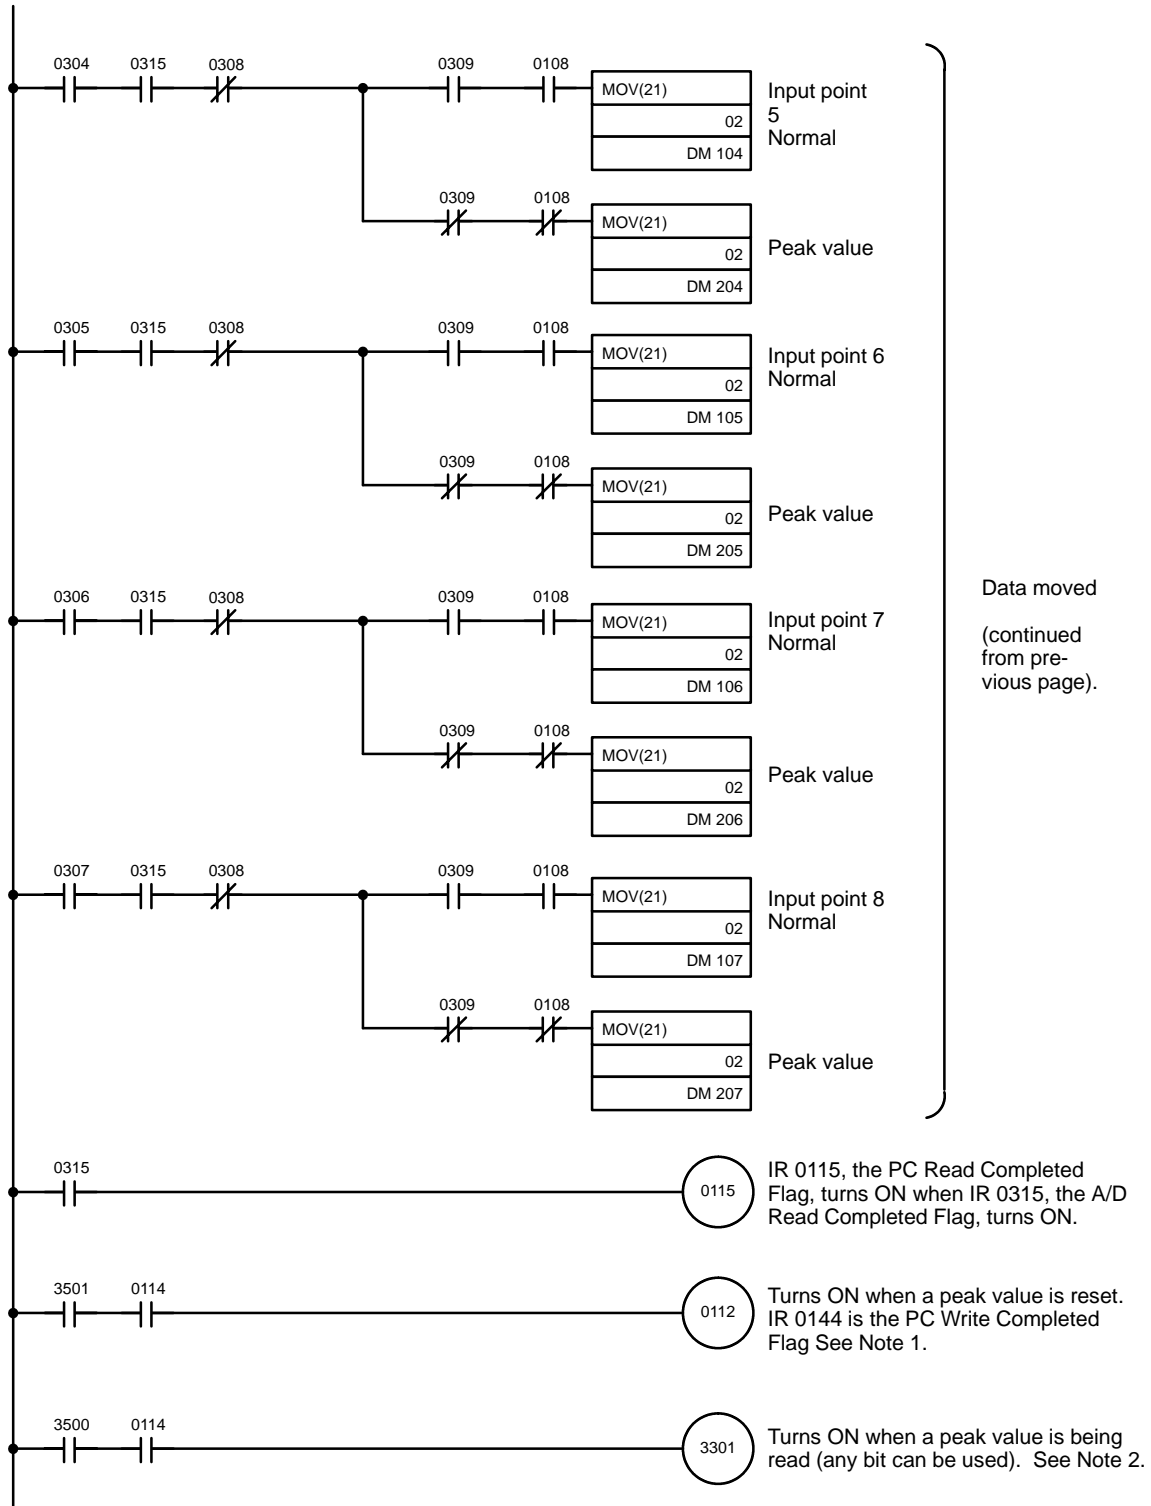 0304 0315 0308 0309 0108
MOV(21)
02
DM 104
Input point
5
Normal
0309 0108
MOV(21)
02
DM 204
Peak value
0305 0315 0308 0309 0108
MOV(21)
02
DM 105
Input point 6
Normal
0309 0108
MOV(21)
02
DM 205
Peak value
0306 0315 0308 0309 0108
MOV(21)
02
DM 106
Input point 7
Normal
0309 0108
MOV(21)
02
DM 206
Peak value
0307 0315 0308 0309 0108
MOV(21)
02
DM 107
Input point 8
Normal
0309 0108
MOV(21)
02
DM 207
Peak value
Data moved
(continued
from pre-
vious page).
0315
0115
IR 0115, the PC Read Completed
Flag, turns ON when IR 0315, the A/D
Read Completed Flag, turns ON.
3501 0114
0112
Turns ON when a peak value is reset.
IR 0144 is the PC Write Completed
Flag See Note 1.
3500 0114
3301
Turns ON when a peak value is being
read (any bit can be used). See Note 2.